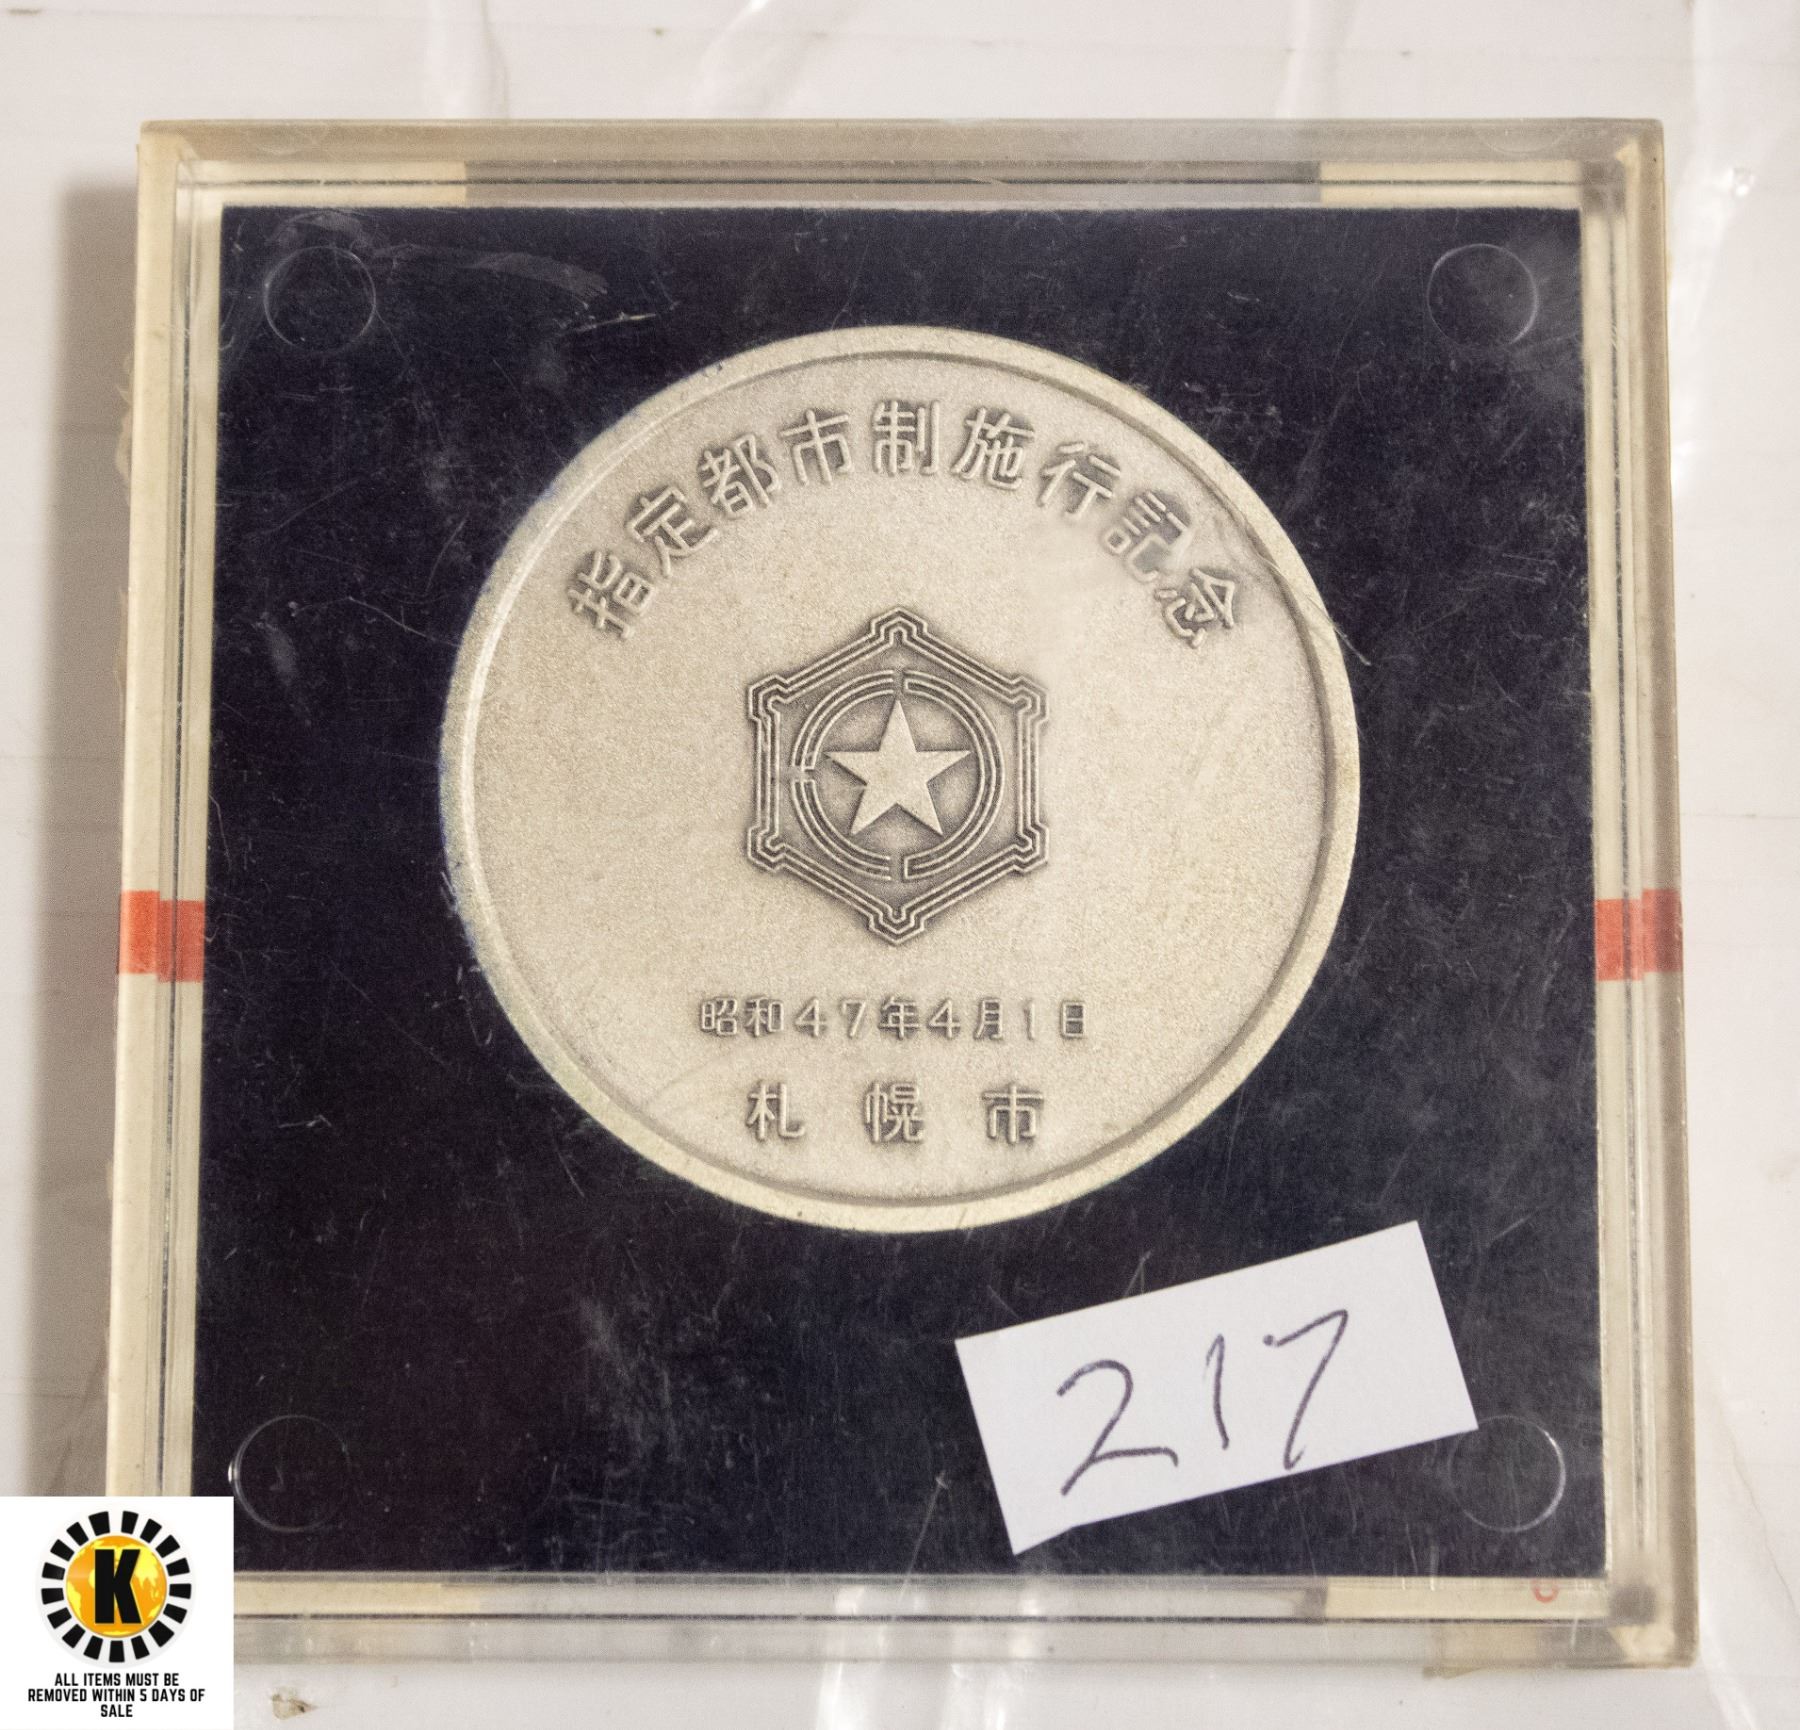 指定都市制施行記念
昭和47年4月1日
札幌市
217
K
ALL ITEMS MUST BE
REMOVED WITHIN 5 DAYS OF
SALE